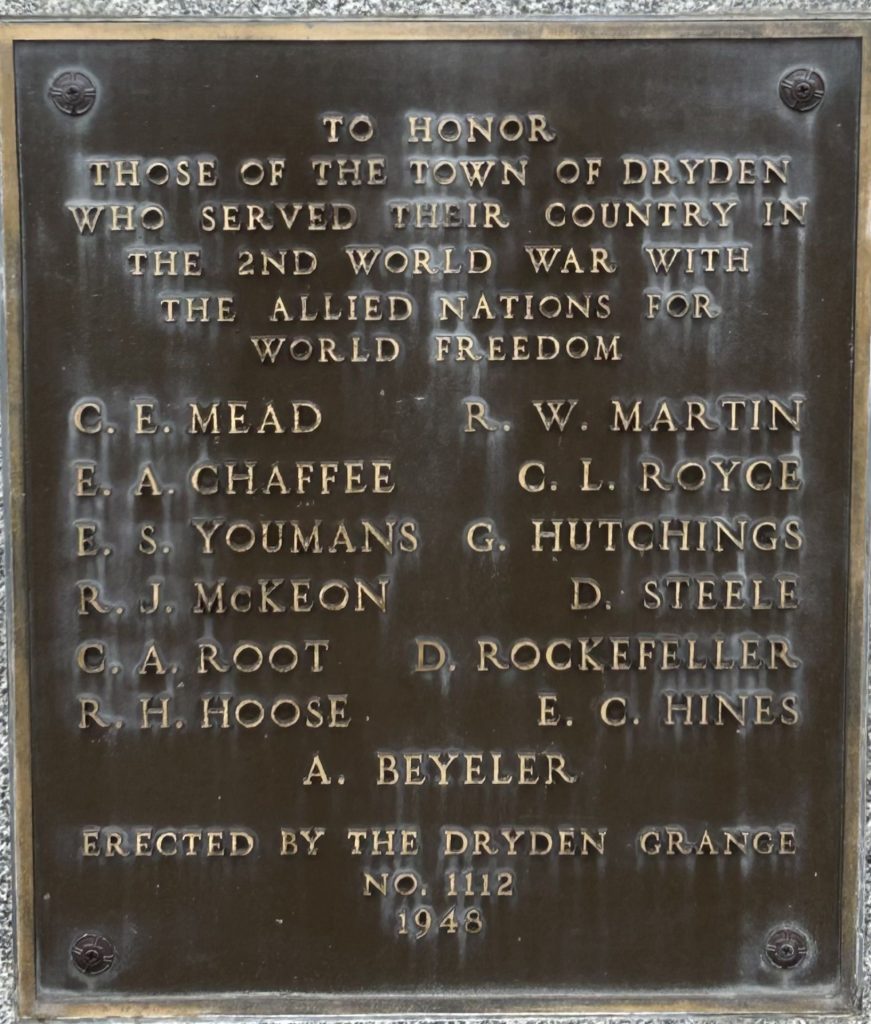 TO HONOR
THOSE OF THE TOWN OF DRYDEN
WHO SERVED THEIR COUNTRY IN
THE 2ND WORLD WAR WITH
THE ALLIED NATIONS FOR
WORLD FREEDOM
C. E. MEAD R. W. MARTIN
E. A. CHAFFEE C. L. ROYCE
E. S. YOUMANS G. HUTCHINGS
R. J. McKEON D. STEELE
C. A. ROOT D. ROCKEFELLER
R. H. HOOSE E. C. HINES
A. BEYELER
ERECTED BY THE DRYDEN GRANGE
NO. 1112
1948